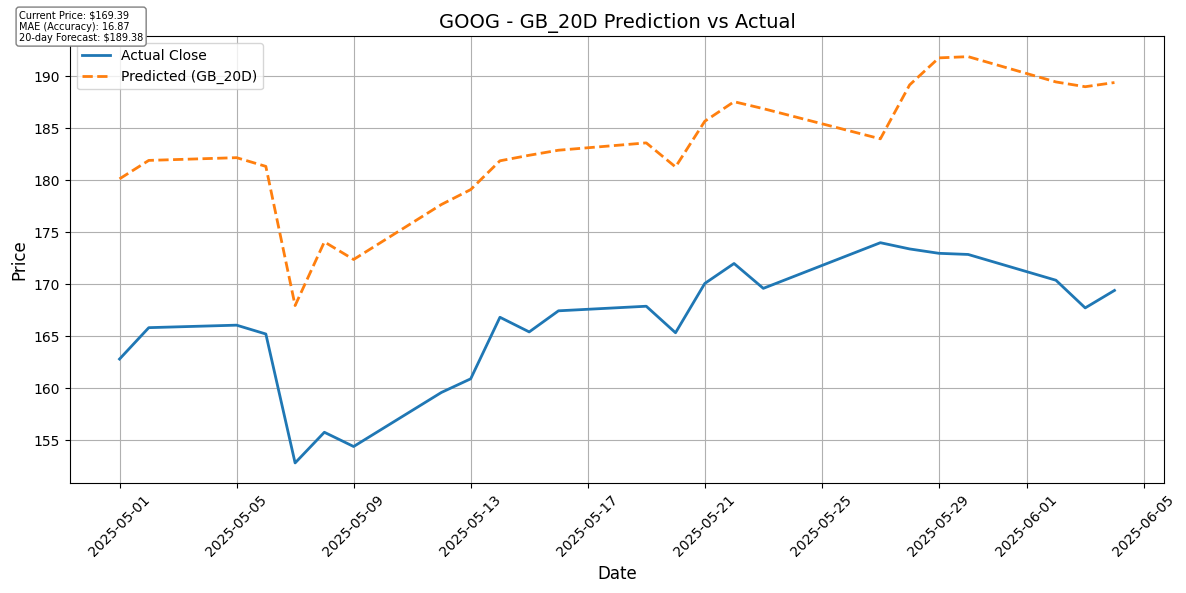 GOOG - GB_20D Prediction vs Actual
Current Price: $169.39
MAE (Accuracy): 16.87
20-day Forecast: $189.38
Actual Close
Predicted (GB_20D)
Price
190
185
180
175
170
165
160
155
2025-05-01
2025-05-05
2025-05-09
2025-05-13
2025-05-17
2025-05-21
2025-05-25
2025-05-29
2025-06-01
2025-06-05
Date